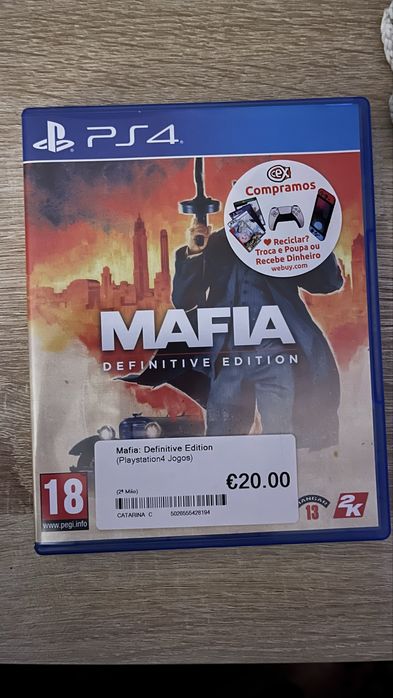 PS4
CeX
Compramos
Reciclar?
Troca e Poupa ou
Recebe Dinheiro
webuy.com
MAFIA
DEFINITIVE EDITION
Mafia: Definitive Edition
(Playstation4 Jogos)
€20.00
(2ª Mão)
CATARINA C 5026555428194
18
www.pegi.info
13
2K